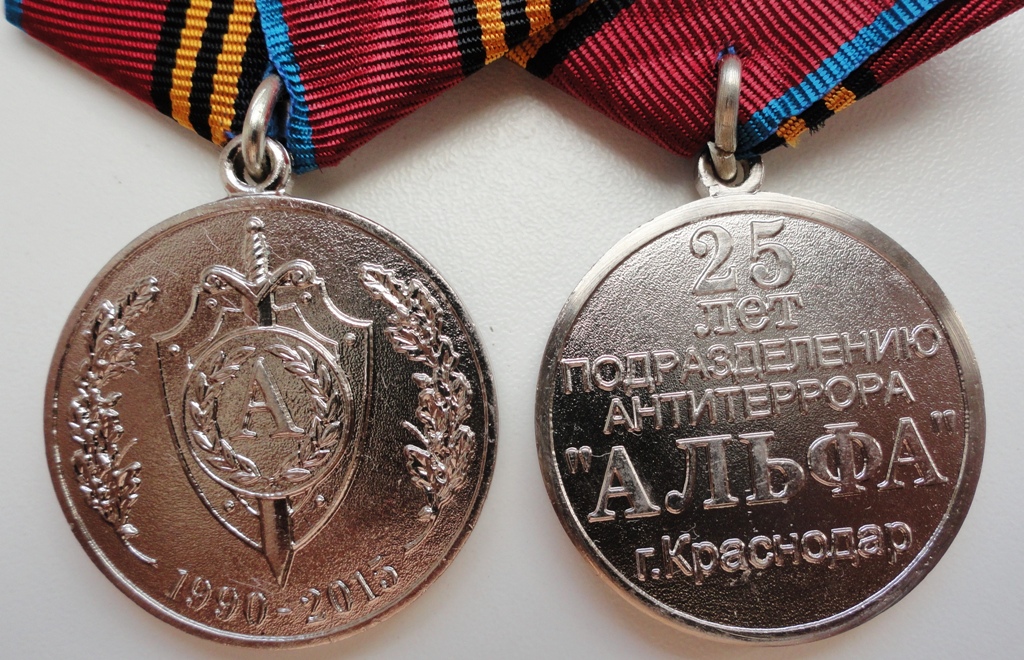 А
1990-2015
25
лет
ПОДРАЗДЕЛЕНИЮ
АНТИТЕРРОРА
"АЛЬФА"
г.Краснодар